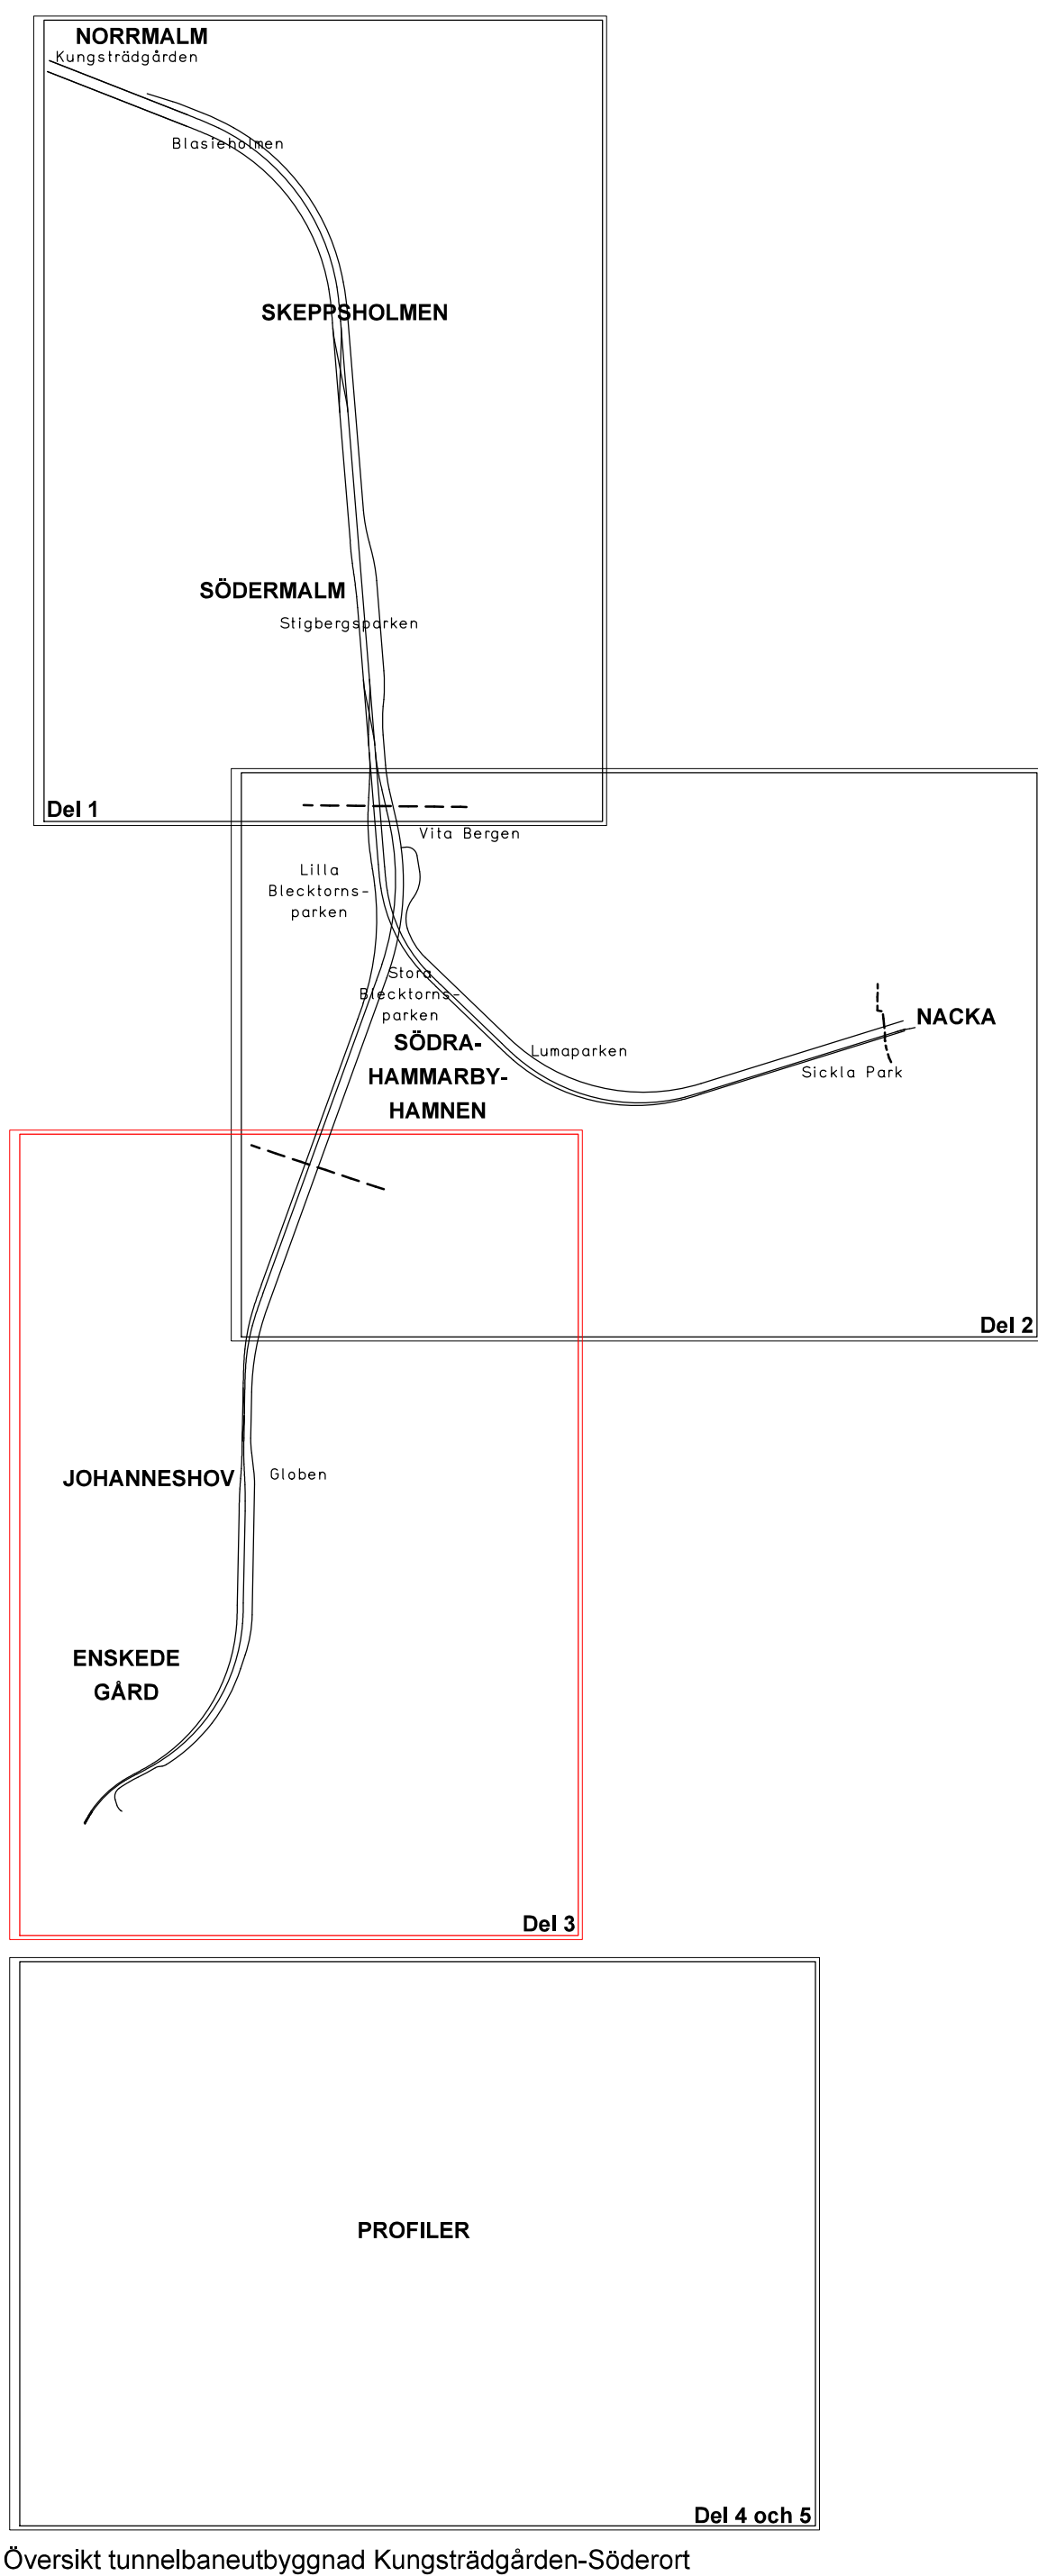 NORRMALM
Kungsträdgården
Blasieholmen
SKEPPSHOLMEN
SÖDERMALM
Stigbergsparken
Del 1
Vita Bergen
Lilla
Blecktorns-
parken
Stora
Blecktorns-
parken
NACKA
SÖDRA-
HAMMARBY-
HAMNEN
Lumaparken
Sickla Park
Del 2
JOHANNESHOV
Globen
ENSKEDE
GÅRD
Del 3
PROFILER
Del 4 och 5
Översikt tunnelbaneutbyggnad Kungsträdgården-Söderort